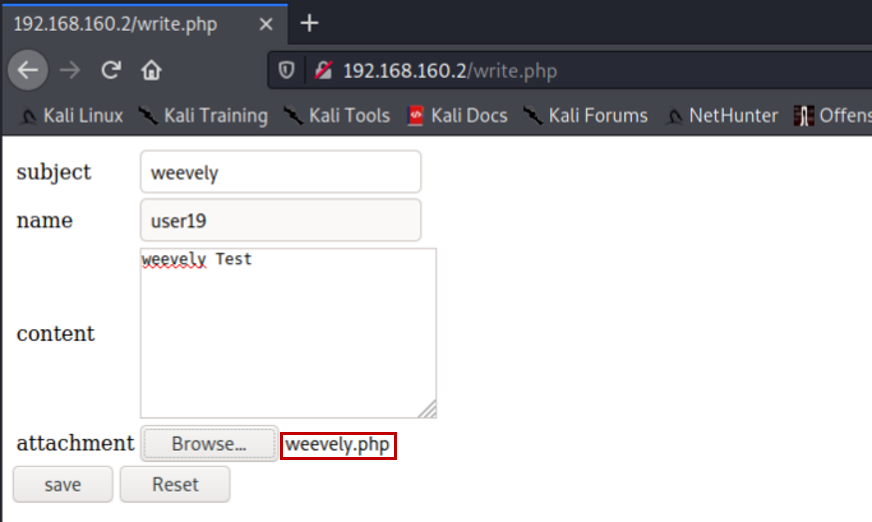 192.168.160.2/write.php
192.168.160.2/write.php
Kali Linux Kali Training Kali Tools Kali Docs Kali Forums NetHunter Offens
subject weevely
name user19
weevely Test
content
attachment Browse... weevely.php
save Reset